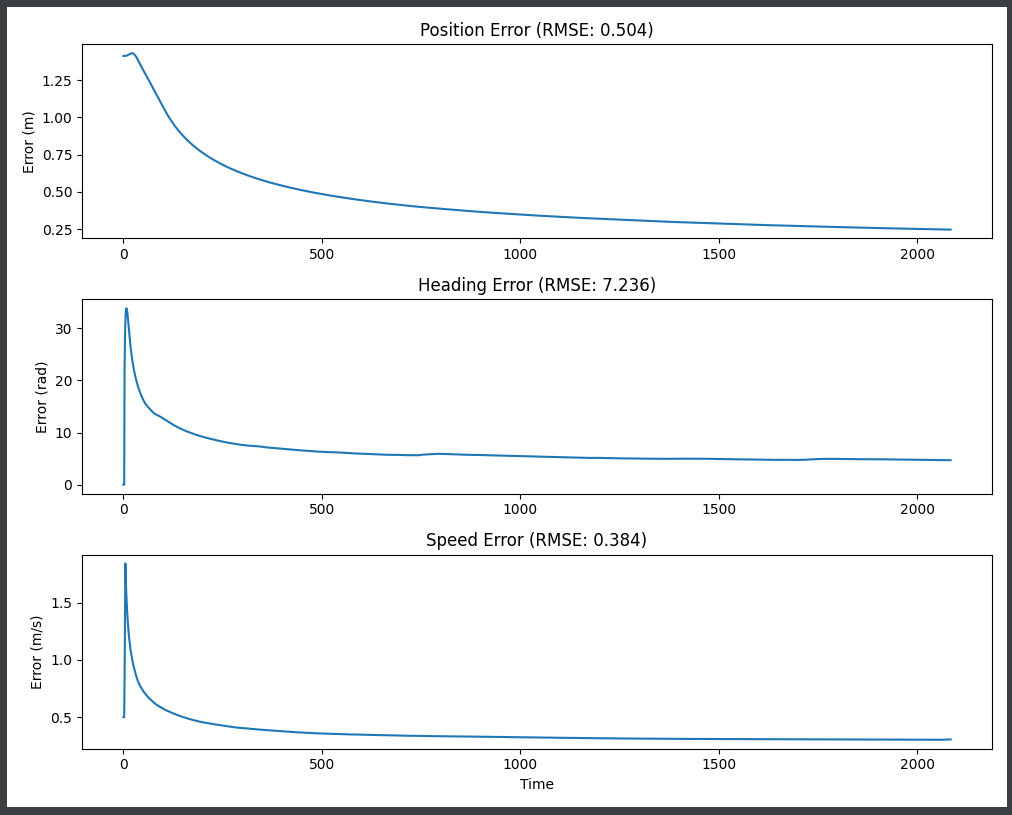 Position Error (RMSE: 0.504)
Error (m)
1.25
1.00
0.75
0.50
0.25
0 500 1000 1500 2000
Heading Error (RMSE: 7.236)
Error (rad)
30
20
10
0
0 500 1000 1500 2000
Speed Error (RMSE: 0.384)
Error (m/s)
1.5
1.0
0.5
0 500 1000 1500 2000
Time